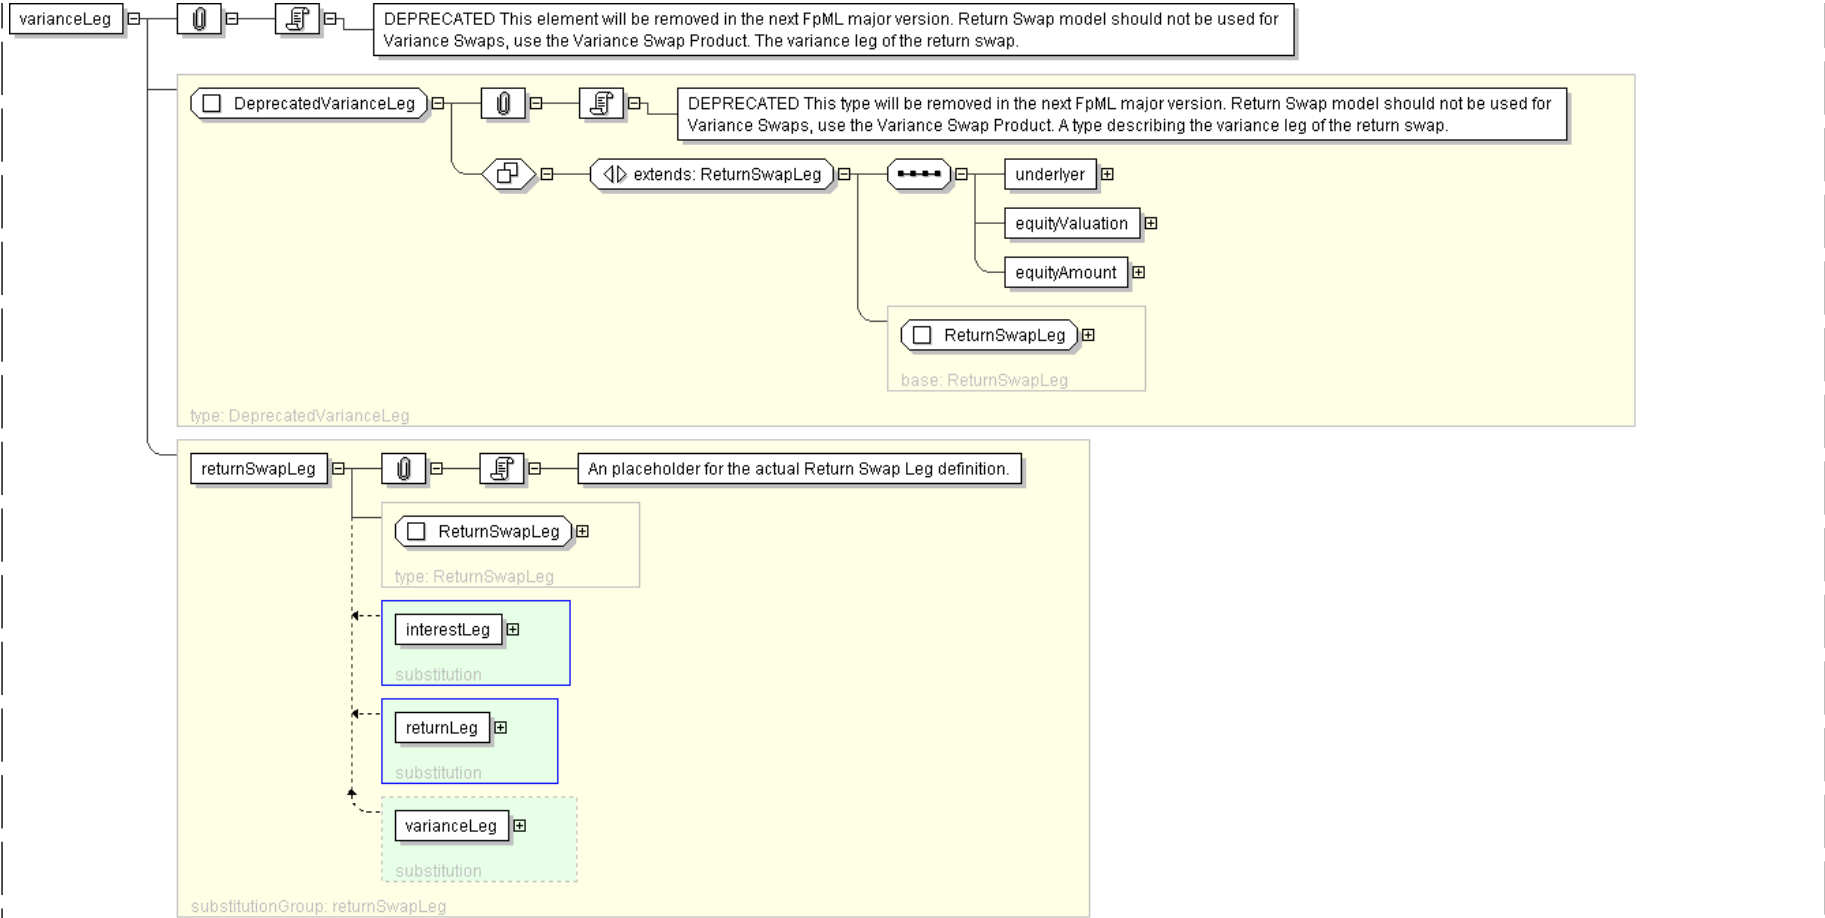 varianceLeg
DEPRECATED This element will be removed in the next FpML major version. Return Swap model should not be used for
Variance Swaps, use the Variance Swap Product. The variance leg of the return swap.
DeprecatedVarianceLeg
DEPRECATED This type will be removed in the next FpML major version. Return Swap model should not be used for
Variance Swaps, use the Variance Swap Product. A type describing the variance leg of the return swap.
extends: ReturnSwapLeg
underlyer
equityValuation
equityAmount
ReturnSwapLeg
base: ReturnSwapLeg
type: DeprecatedVarianceLeg
returnSwapLeg
An placeholder for the actual Return Swap Leg definition.
ReturnSwapLeg
type: ReturnSwapLeg
interestLeg
substitution
returnLeg
substitution
varianceLeg
substitution
substitutionGroup: returnSwapLeg